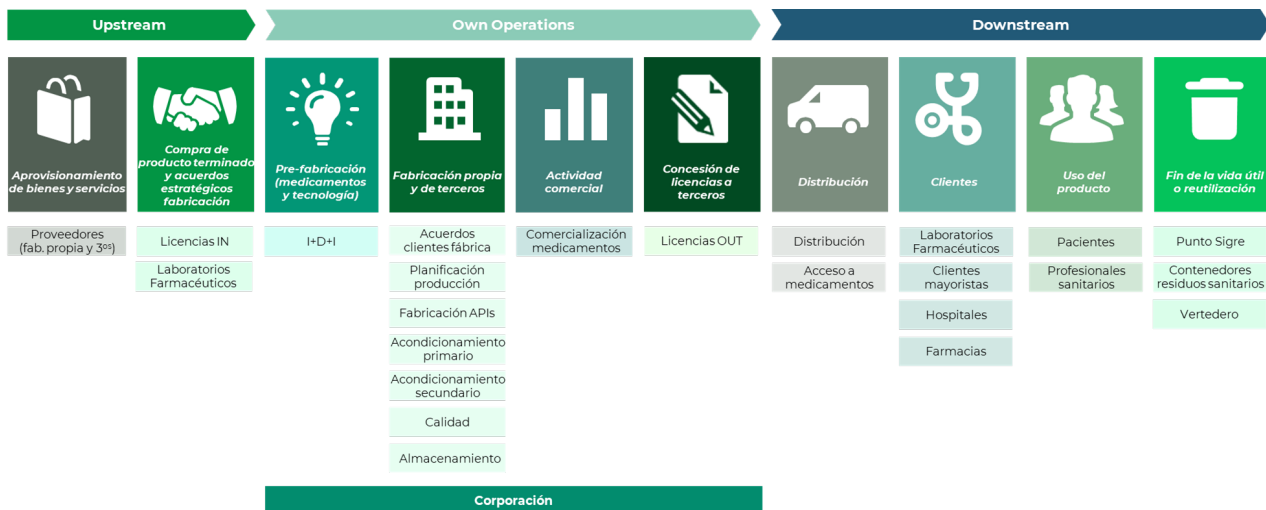 Upstream
Own Operations
Downstream
Aprovisionamiento
de bienes y servicios
Compra de
producto terminado
y acuerdos
estratégicos
fabricación
Pre-fabricación
(medicamentos
y tecnología)
Fabricación propia
y de terceros
Actividad
comercial
Concesión de
licencias a
terceros
Distribución
Clientes
Uso del
producto
Fin de la vida útil
o reutilización
Proveedores
(fab. propia y 3ᵒˢ)
Licencias IN
Laboratorios
Farmacéuticos
I+D+I
Acuerdos
clientes fábrica
Planificación
producción
Fabricación APIs
Acondicionamiento
primario
Acondicionamiento
secundario
Calidad
Almacenamiento
Comercialización
medicamentos
Licencias OUT
Distribución
Acceso a
medicamentos
Laboratorios
Farmacéuticos
Clientes
mayoristas
Hospitales
Farmacias
Pacientes
Profesionales
sanitarios
Punto Sigre
Contenedores
residuos sanitarios
Vertedero
Corporación